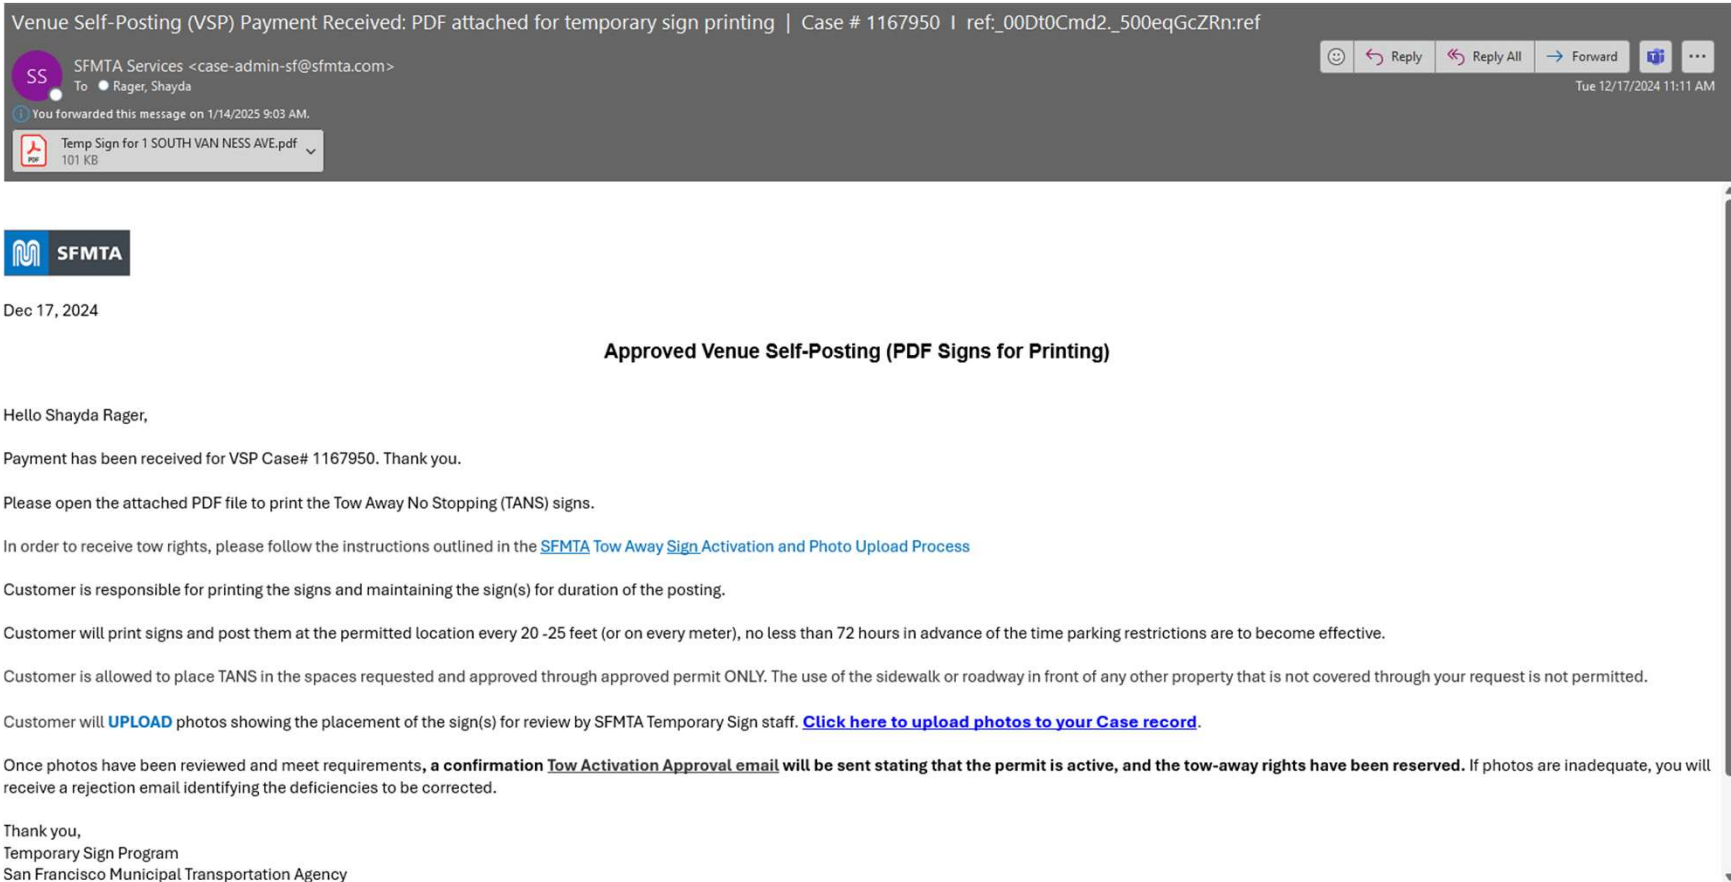 Venue Self-Posting (VSP) Payment Received: PDF attached for temporary sign printing | Case # 1167950 I ref:_00Dt0Cmd2._500eqGcZRn:ref
SS
SFMTA Services <case-admin-sf@sfmta.com>
To Rager, Shayda
Reply
Reply All
Forward
Tue 12/17/2024 11:11 AM
You forwarded this message on 1/14/2025 9:03 AM.
PDF
Temp Sign for 1 SOUTH VAN NESS AVE.pdf
101 KB
SFMTA
Dec 17, 2024
Approved Venue Self-Posting (PDF Signs for Printing)
Hello Shayda Rager,
Payment has been received for VSP Case# 1167950. Thank you.
Please open the attached PDF file to print the Tow Away No Stopping (TANS) signs.
In order to receive tow rights, please follow the instructions outlined in the SFMTA Tow Away Sign Activation and Photo Upload Process
Customer is responsible for printing the signs and maintaining the sign(s) for duration of the posting.
Customer will print signs and post them at the permitted location every 20 -25 feet (or on every meter), no less than 72 hours in advance of the time parking restrictions are to become effective.
Customer is allowed to place TANS in the spaces requested and approved through approved permit ONLY. The use of the sidewalk or roadway in front of any other property that is not covered through your request is not permitted.
Customer will UPLOAD photos showing the placement of the sign(s) for review by SFMTA Temporary Sign staff. Click here to upload photos to your Case record.
Once photos have been reviewed and meet requirements, a confirmation Tow Activation Approval email will be sent stating that the permit is active, and the tow-away rights have been reserved. If photos are inadequate, you will
receive a rejection email identifying the deficiencies to be corrected.
Thank you,
Temporary Sign Program
San Francisco Municipal Transportation Agency